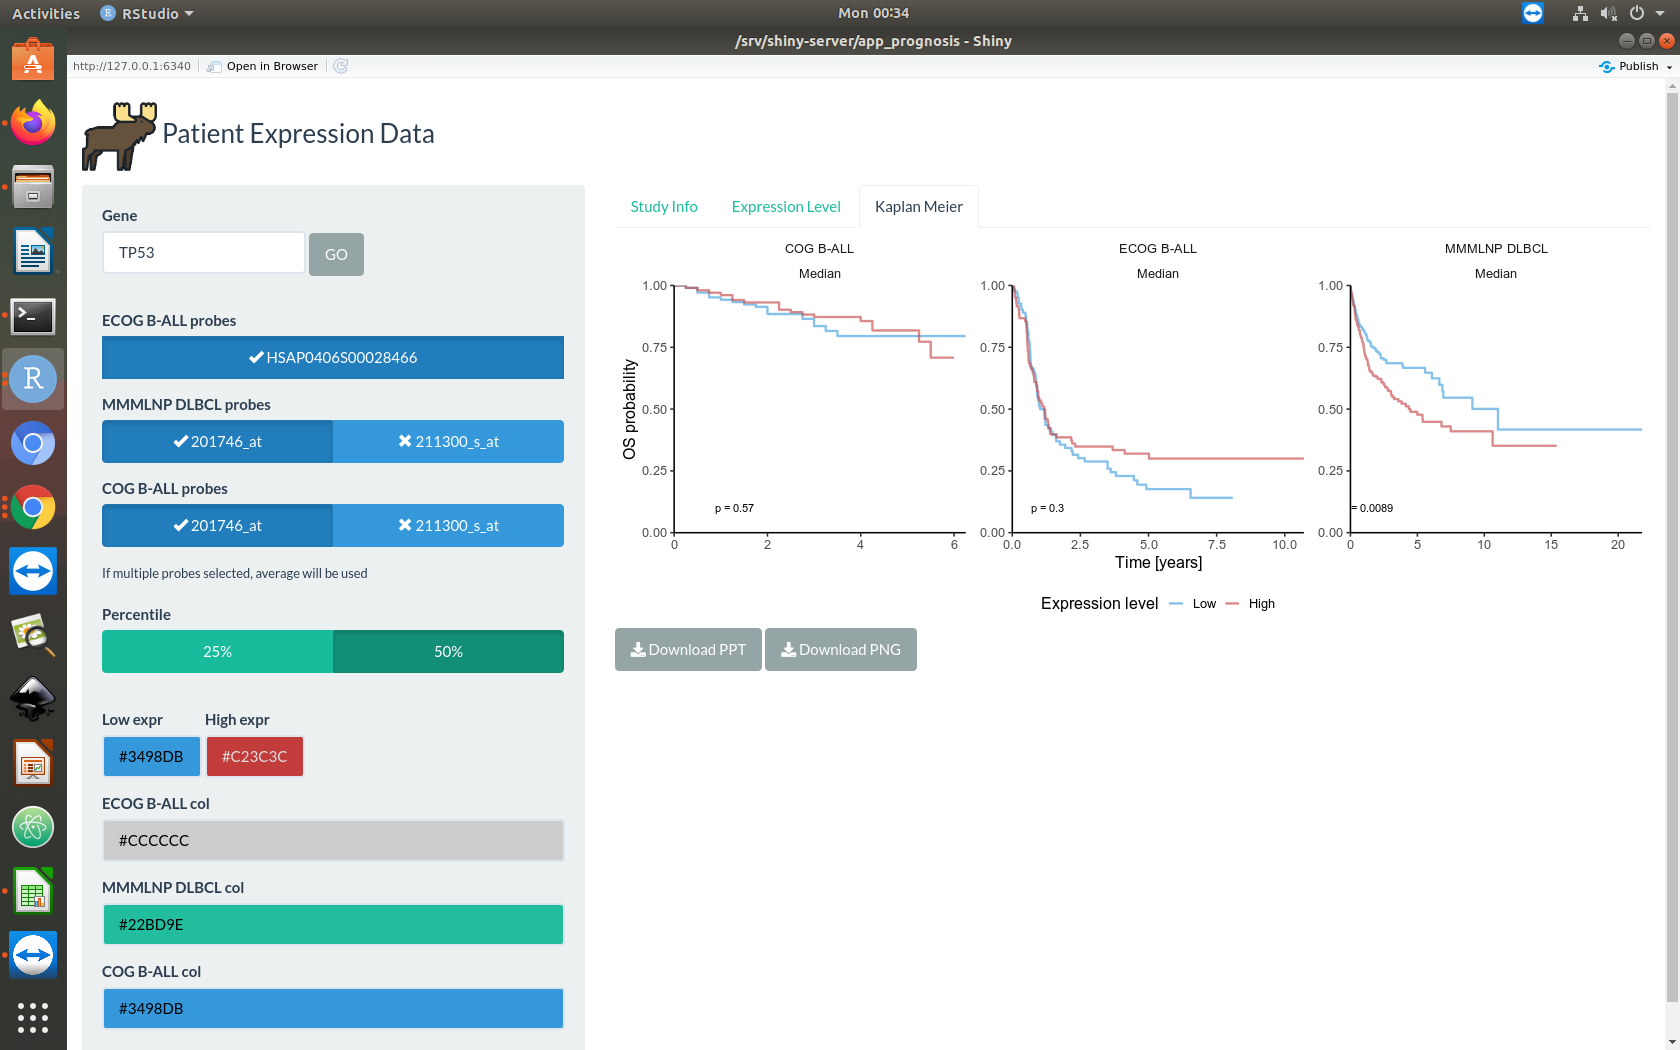 Activities
RStudio
Mon 00:34
/srv/shiny-server/app_prognosis - Shiny
http://127.0.0.1:6340
Open in Browser
Publish
Patient Expression Data
Gene
TP53
GO
ECOG B-ALL probes
HSAP0406S00028466
MMMLNP DLBCL probes
201746_at
211300_s_at
COG B-ALL probes
201746_at
211300_s_at
If multiple probes selected, average will be used
Percentile
25%
50%
Low expr
High expr
#3498DB
#C23C3C
ECOG B-ALL col
#CCCCCC
MMMLNP DLBCL col
#22BD9E
COG B-ALL col
#3498DB
Study Info
Expression Level
Kaplan Meier
COG B-ALL
Median
OS probability
1.00
0.75
0.50
0.25
0.00
p = 0.57
0
2
4
6
ECOG B-ALL
Median
1.00
0.75
0.50
0.25
0.00
p = 0.3
0.0
2.5
5.0
7.5
10.0
Time [years]
MMMLNP DLBCL
Median
1.00
0.75
0.50
0.25
0.00
= 0.0089
0
5
10
15
20
Expression level
Low
High
Download PPT
Download PNG